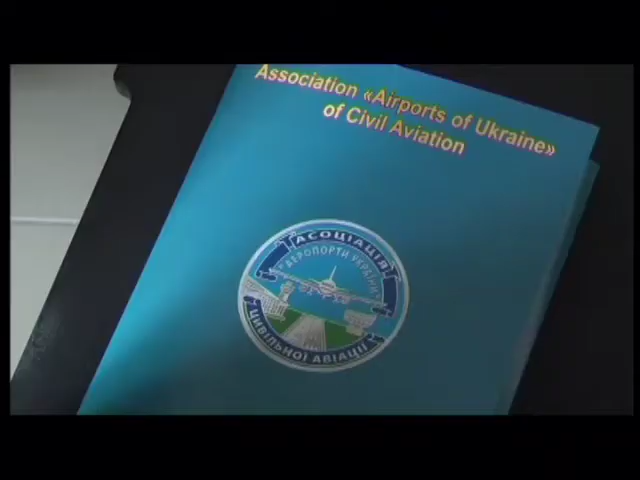 Association «Airports of Ukraine»
of Civil Aviation
АСОЦІАЦІЯ
"АЕРОПОРТИ УКРАЇНИ"
ЦИВІЛЬНОЇ АВІАЦІЇ